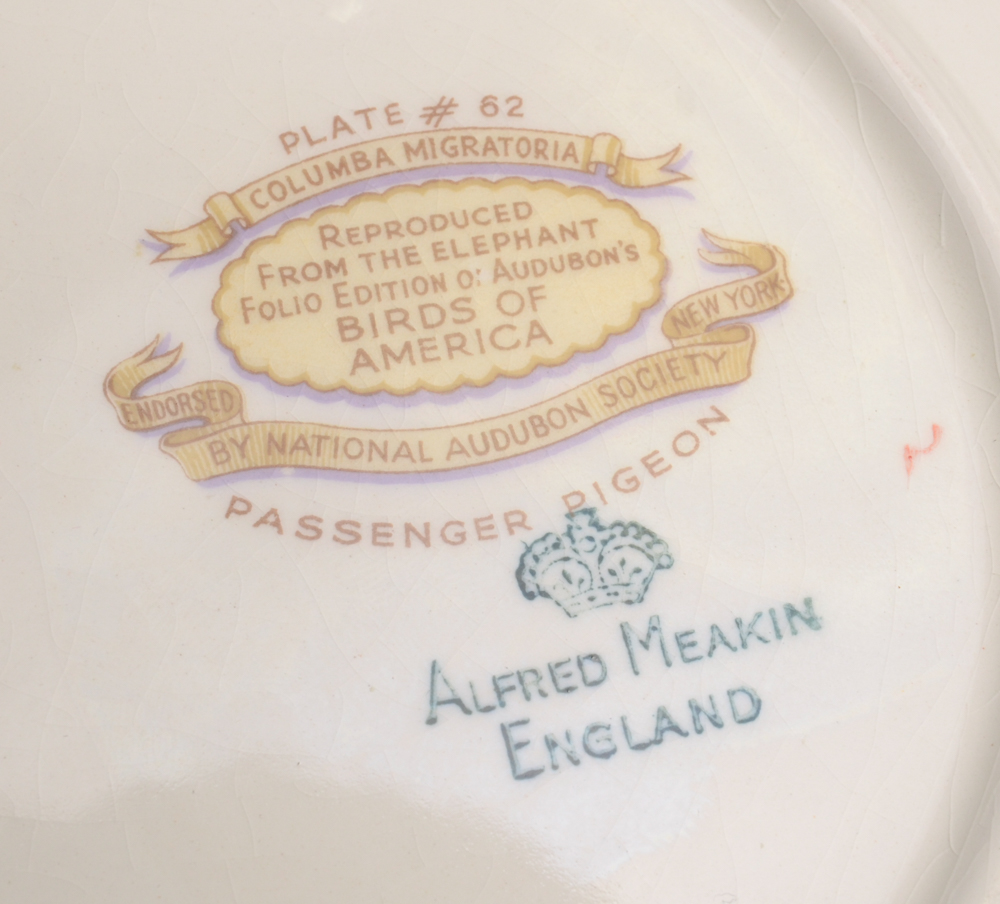 PLATE # 62
COLUMBA MIGRATORIA
REPRODUCED
FROM THE ELEPHANT
FOLIO EDITION OF AUDUBON'S
BIRDS OF
AMERICA
ENDORSED
BY NATIONAL AUDUBON SOCIETY
NEW YORK
PASSENGER PIGEON
ALFRED MEAKIN
ENGLAND